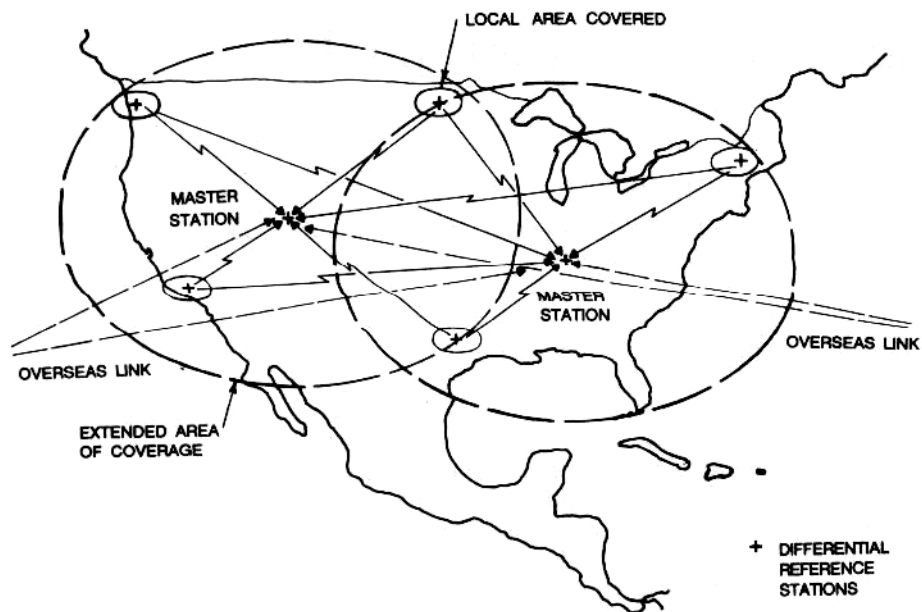 LOCAL AREA COVERED
MASTER
STATION
MASTER
STATION
OVERSEAS LINK
OVERSEAS LINK
EXTENDED AREA
OF COVERAGE
+ DIFFERENTIAL
REFERENCE
STATIONS